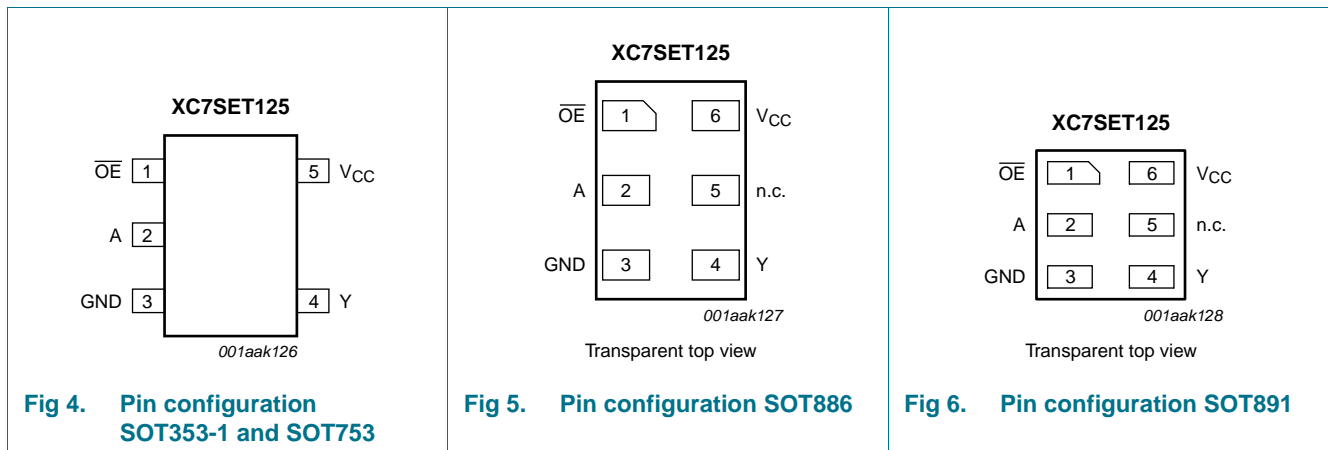 XC7SET125
OE 1
5 VCC
A 2
GND 3
4 Y
001aak126
Fig 4. Pin configuration
SOT353-1 and SOT753
XC7SET125
OE 1 6 VCC
A 2 5 n.c.
GND 3 4 Y
001aak127
Transparent top view
Fig 5. Pin configuration SOT886
XC7SET125
OE 1 6 VCC
A 2 5 n.c.
GND 3 4 Y
001aak128
Transparent top view
Fig 6. Pin configuration SOT891